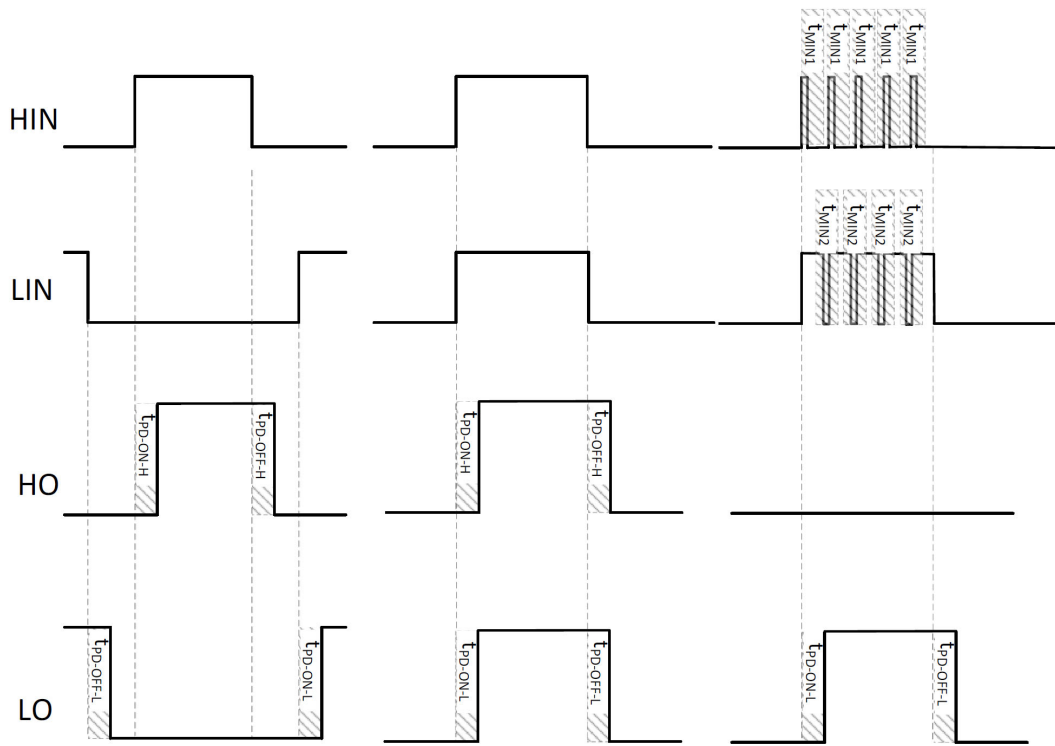 tMIN1 tMIN1 tMIN1 tMIN1 tMIN1
HIN
tMIN2 tMIN2 tMIN2 tMIN2
LIN
tPD-ON-H tPD-OFF-H tPD-ON-H tPD-OFF-H
HO
tPD-OFF-L tPD-ON-L tPD-ON-L tPD-OFF-L tPD-ON-L tPD-OFF-L
LO